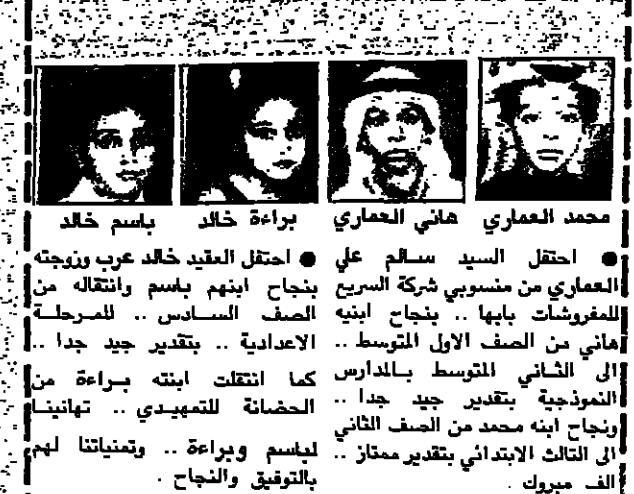 محمد العماري
هاني العماري
براءة خالد
باسم خالد
● احتفل السيد سالم علي
العماري من منسوبي شركة السريع
للمفروشات بابها .. بنجاح ابنيه
هاني من الصف الاول المتوسط ..
الى الثاني المتوسط بالمدارس
النموذجية بتقدير جيد جدا ..
ونجاح ابنه محمد من الصف الثاني
الى الثالث الابتدائي بتقدير ممتاز ..
الف مبروك .
● احتفل العقيد خالد عرب وزوجته
بنجاح ابنهم باسم وانتقاله من
الصف السادس .. للمرحلة
الاعدادية .. بتقدير جيد جدا ..
كما انتقلت ابنته براءة من
الحضانة للتمهيدي .. تهانينا
لباسم وبراءة .. وتمنياتنا لهم
بالتوفيق والنجاح .